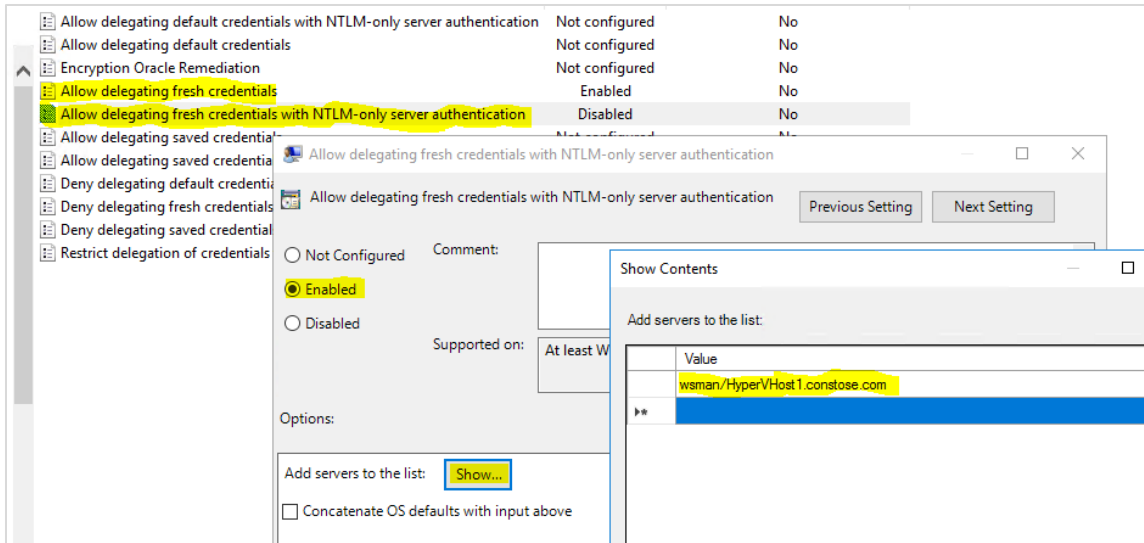 Allow delegating default credentials with NTLM-only server authentication Not configured No
Allow delegating default credentials Not configured No
Encryption Oracle Remediation Not configured No
Allow delegating fresh credentials Enabled No
Allow delegating fresh credentials with NTLM-only server authentication Disabled No
Allow delegating saved credential Not configured No
Allow delegating saved credentia
Deny delegating default credentia
Deny delegating fresh credentials
Deny delegating saved credential
Restrict delegation of credentials
Allow delegating fresh credentials with NTLM-only server authentication
Allow delegating fresh credentials with NTLM-only server authentication
Previous Setting Next Setting
Not Configured Comment:
Enabled
Disabled
Supported on: At least W
Options:
Add servers to the list: Show...
Concatenate OS defaults with input above
Show Contents
Add servers to the list:
Value
wsman/HyperVHost1.constose.com